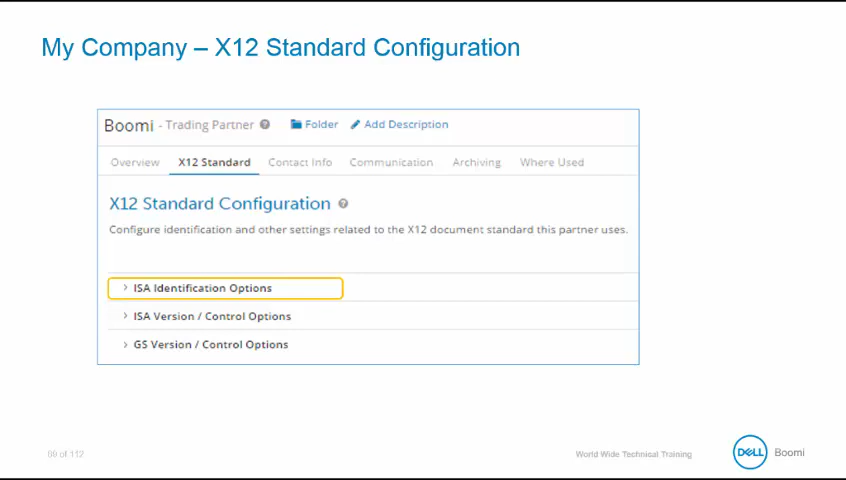 My Company – X12 Standard Configuration
Boomi - Trading Partner ? Folder Add Description
Overview X12 Standard Contact Info Communication Archiving Where Used
X12 Standard Configuration ?
Configure identification and other settings related to the X12 document standard this partner uses.
> ISA Identification Options
> ISA Version / Control Options
> GS Version / Control Options
of 112
World Wide Technical Training
DELL Boomi